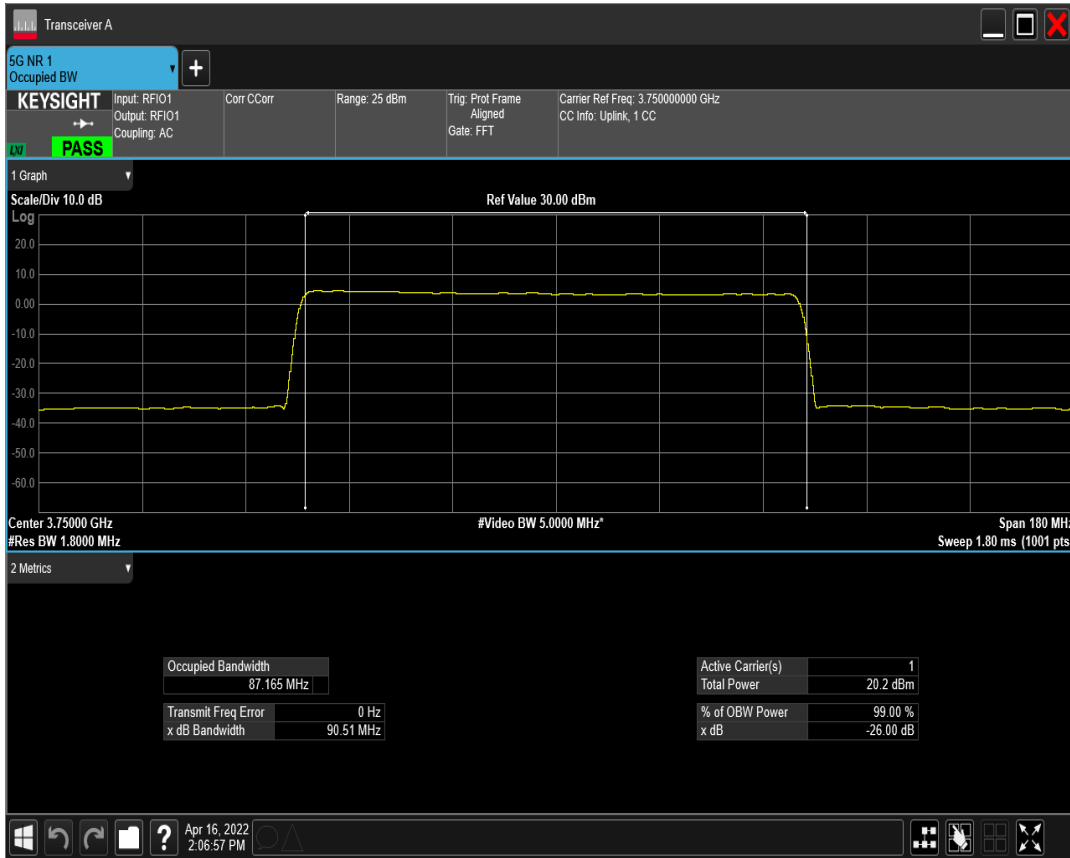 Transceiver A
5G NR 1
Occupied BW
KEYSIGHT
LXI
PASS
Input: RFIO1
Output: RFIO1
Coupling: AC
Corr CCorr
Range: 25 dBm
Trig: Prot Frame
Aligned
Gate: FFT
Carrier Ref Freq: 3.750000000 GHz
CC Info: Uplink, 1 CC
1 Graph
Scale/Div 10.0 dB
Ref Value 30.00 dBm
Log
20.0
10.0
0.00
-10.0
-20.0
-30.0
-40.0
-50.0
-60.0
Center 3.75000 GHz
#Video BW 5.0000 MHz*
Span 180 MHz
#Res BW 1.8000 MHz
Sweep 1.80 ms (1001 pts
2 Metrics
Occupied Bandwidth
87.165 MHz
Transmit Freq Error 0 Hz
x dB Bandwidth 90.51 MHz
Active Carrier(s) 1
Total Power 20.2 dBm
% of OBW Power 99.00 %
x dB -26.00 dB
?
Apr 16, 2022
2:06:57 PM